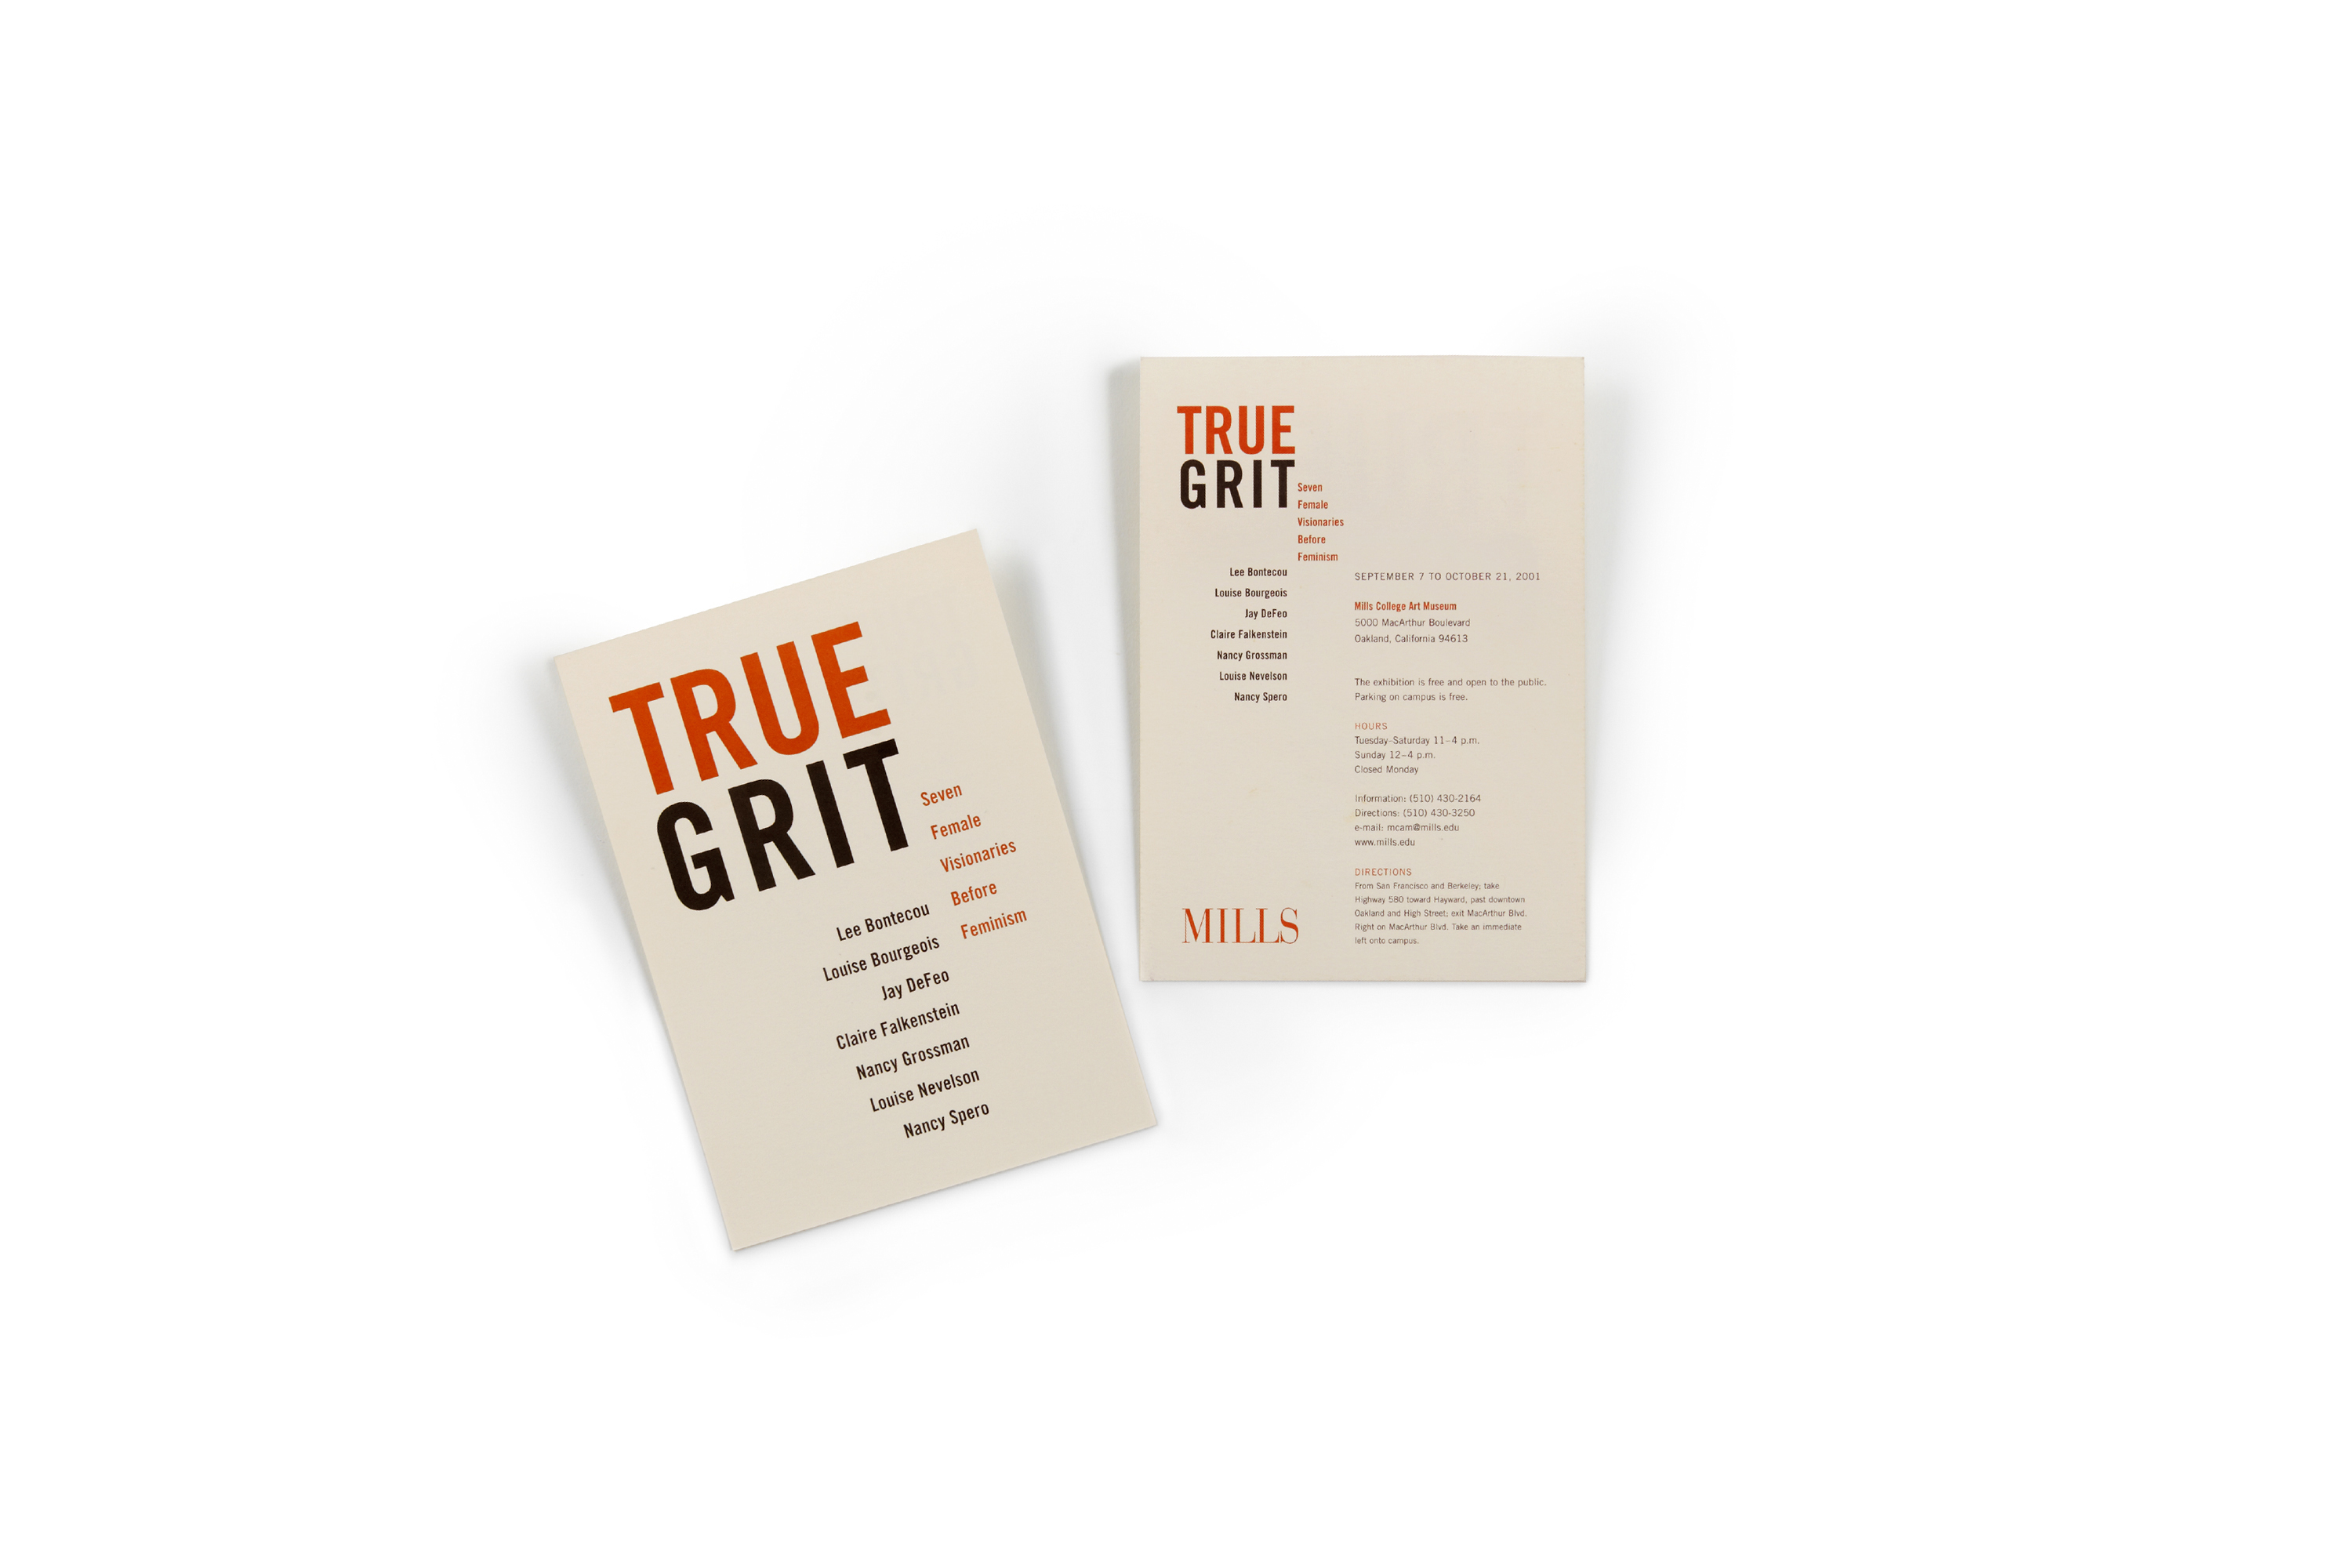 TRUE
GRIT
Seven
Female
Visionaries
Before
Feminism
Lee Bontecou
Louise Bourgeois
Jay DeFeo
Claire Falkenstein
Nancy Grossman
Louise Nevelson
Nancy Spero
TRUE
GRIT
Seven
Female
Visionaries
Before
Feminism
Lee Bontecou
Louise Bourgeois
Jay DeFeo
Claire Falkenstein
Nancy Grossman
Louise Nevelson
Nancy Spero
MILLS
SEPTEMBER 7 TO OCTOBER 21, 2001
Mills College Art Museum
5000 MacArthur Boulevard
Oakland, California 94613
The exhibition is free and open to the public.
Parking on campus is free.
HOURS
Tuesday–Saturday 11–4 p.m.
Sunday 12–4 p.m.
Closed Monday
Information: (510) 430-2164
Directions: (510) 430-3250
e-mail: mcam@mills.edu
www.mills.edu
DIRECTIONS
From San Francisco and Berkeley; take
Highway 580 toward Hayward, past downtown
Oakland and High Street; exit MacArthur Blvd.
Right on MacArthur Blvd. Take an immediate
left onto campus.